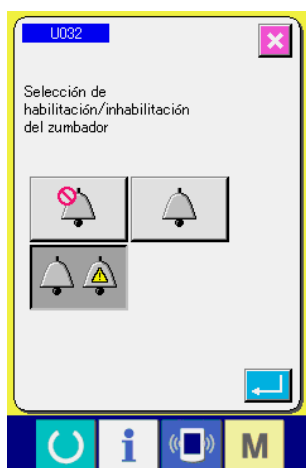 U032
Selección de
habilitación/inhabilitación
del zumbador
i
M